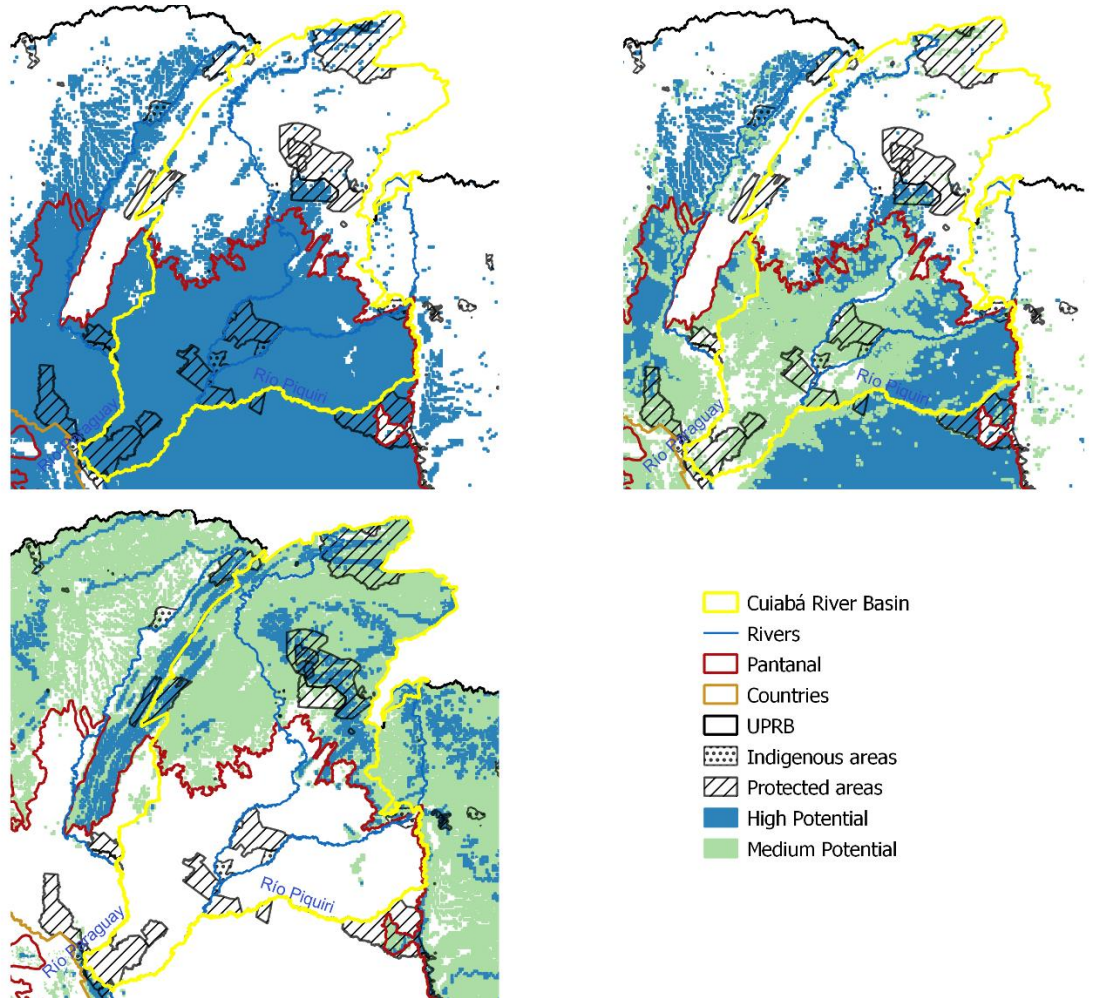 Río Piquiri
Río Paraguay
Río Piquiri
Río Paraguay
Río Piquiri
Río Paraguay
Cuiabá River Basin
Rivers
Pantanal
Countries
UPRB
Indigenous areas
Protected areas
High Potential
Medium Potential